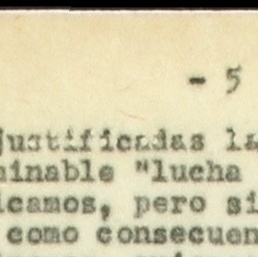 - 5
justificadas la
minable "lucha
icamos, pero si
como consecuen